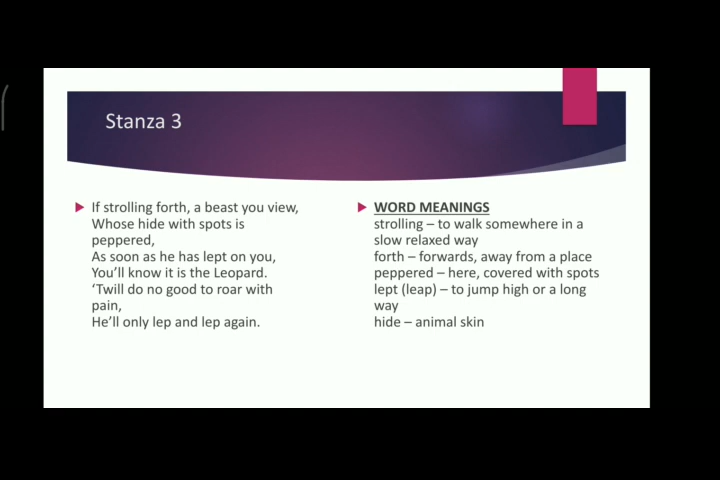 Stanza 3
If strolling forth, a beast you view,
Whose hide with spots is
peppered,
As soon as he has lept on you,
You'll know it is the Leopard.
‘Twill do no good to roar with
pain,
He'll only lep and lep again.
WORD MEANINGS
strolling – to walk somewhere in a
slow relaxed way
forth – forwards, away from a place
peppered – here, covered with spots
lept (leap) – to jump high or a long
way
hide – animal skin